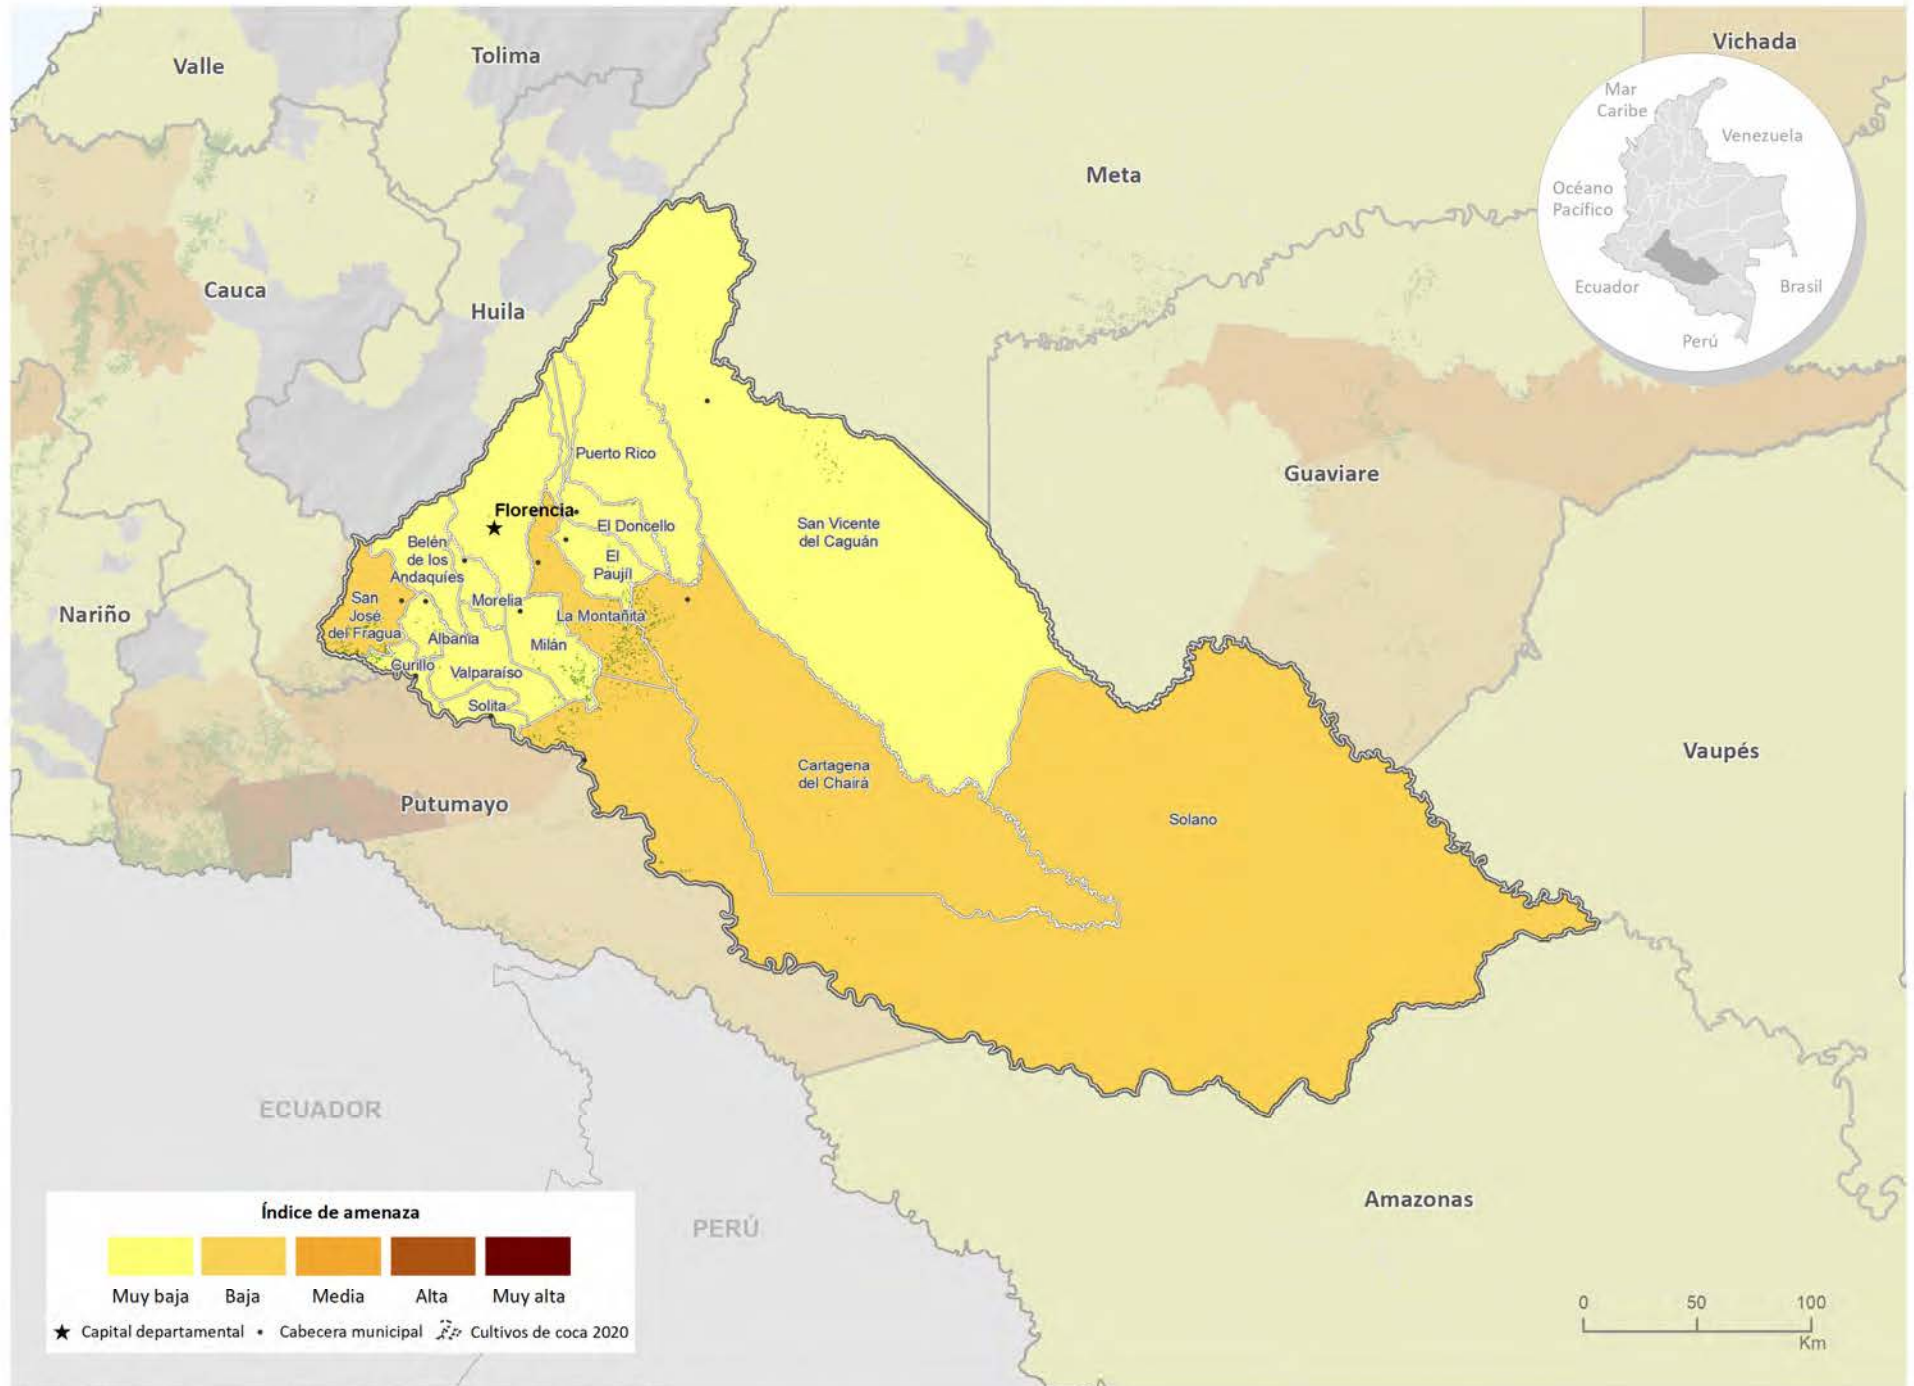 Vichada
Valle
Tolima
Mar
Caribe
Venezuela
Meta
Océano
Pacífico
Cauca
Huila
Ecuador
Brasil
Perú
Puerto Rico
Guaviare
Florencia
El Doncello
San Vicente
del Caguán
Belén
de los
Andaquíes
El
Paujíl
San
José
del Fragua
Morelia
La Montañita
Nariño
Albania
Milán
Curillo
Valparaíso
Solita
Vaupés
Cartagena
del Chairá
Putumayo
Solano
ECUADOR
PERÚ
Amazonas
Índice de amenaza
Muy baja Baja Media Alta Muy alta
Capital departamental Cabecera municipal Cultivos de coca 2020
0 50 100
Km